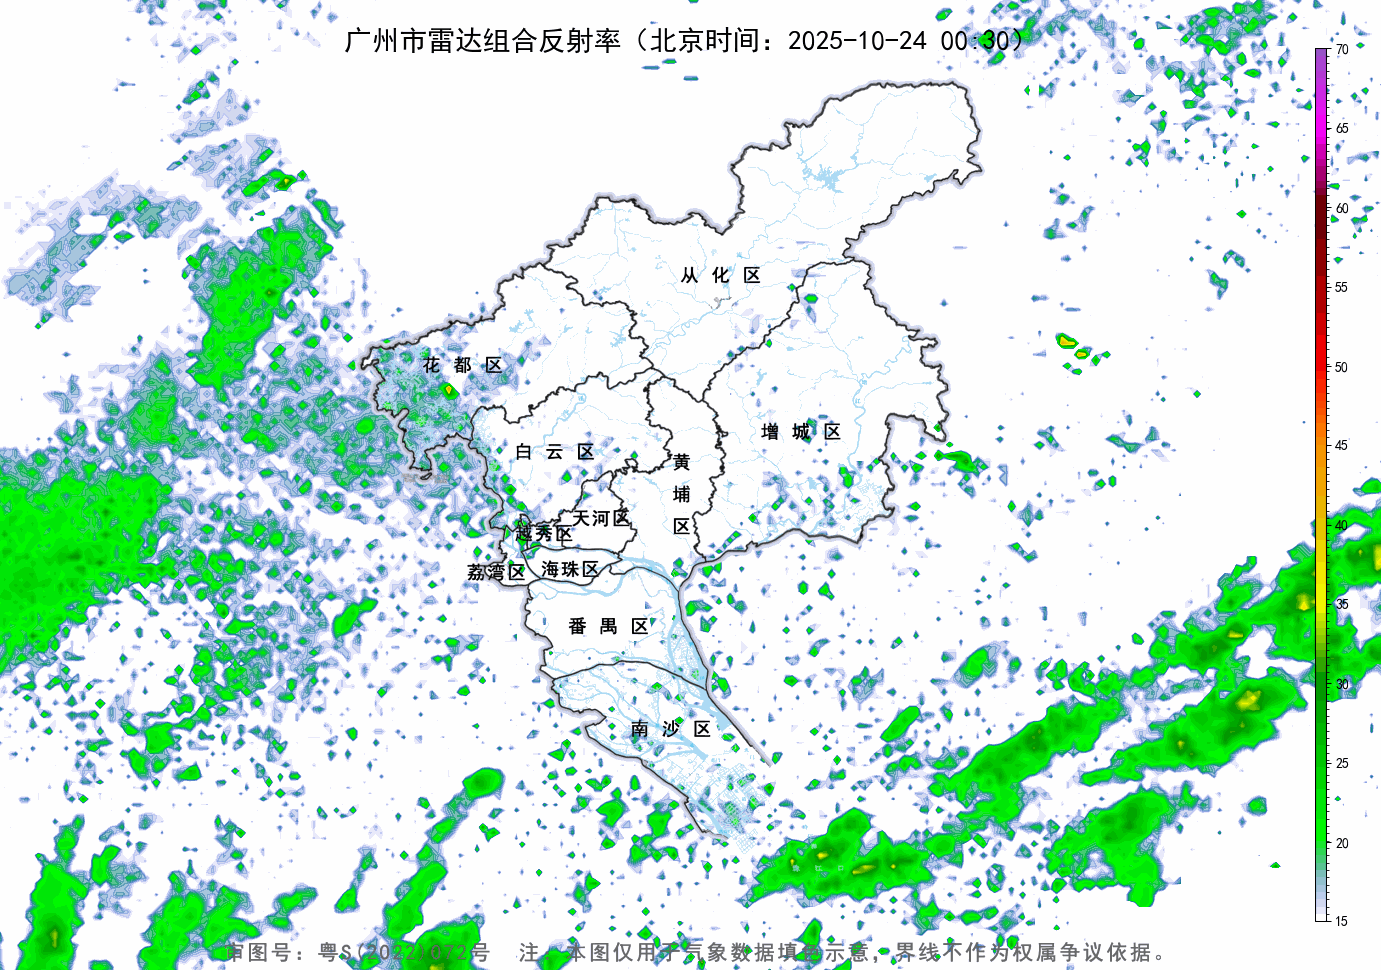 广州市雷达组合反射率（北京时间：2025-10-24 00:30）
70
65
60
55
50
45
40
35
30
25
20
15
从化区
花都区
增城区
白云区
黄埔区
天河区
越秀区
荔湾区
海珠区
番禺区
南沙区
审图号：粤S(2022)072号 注：本图仅用于气象数据填色示意，界线不作为权属争议依据。